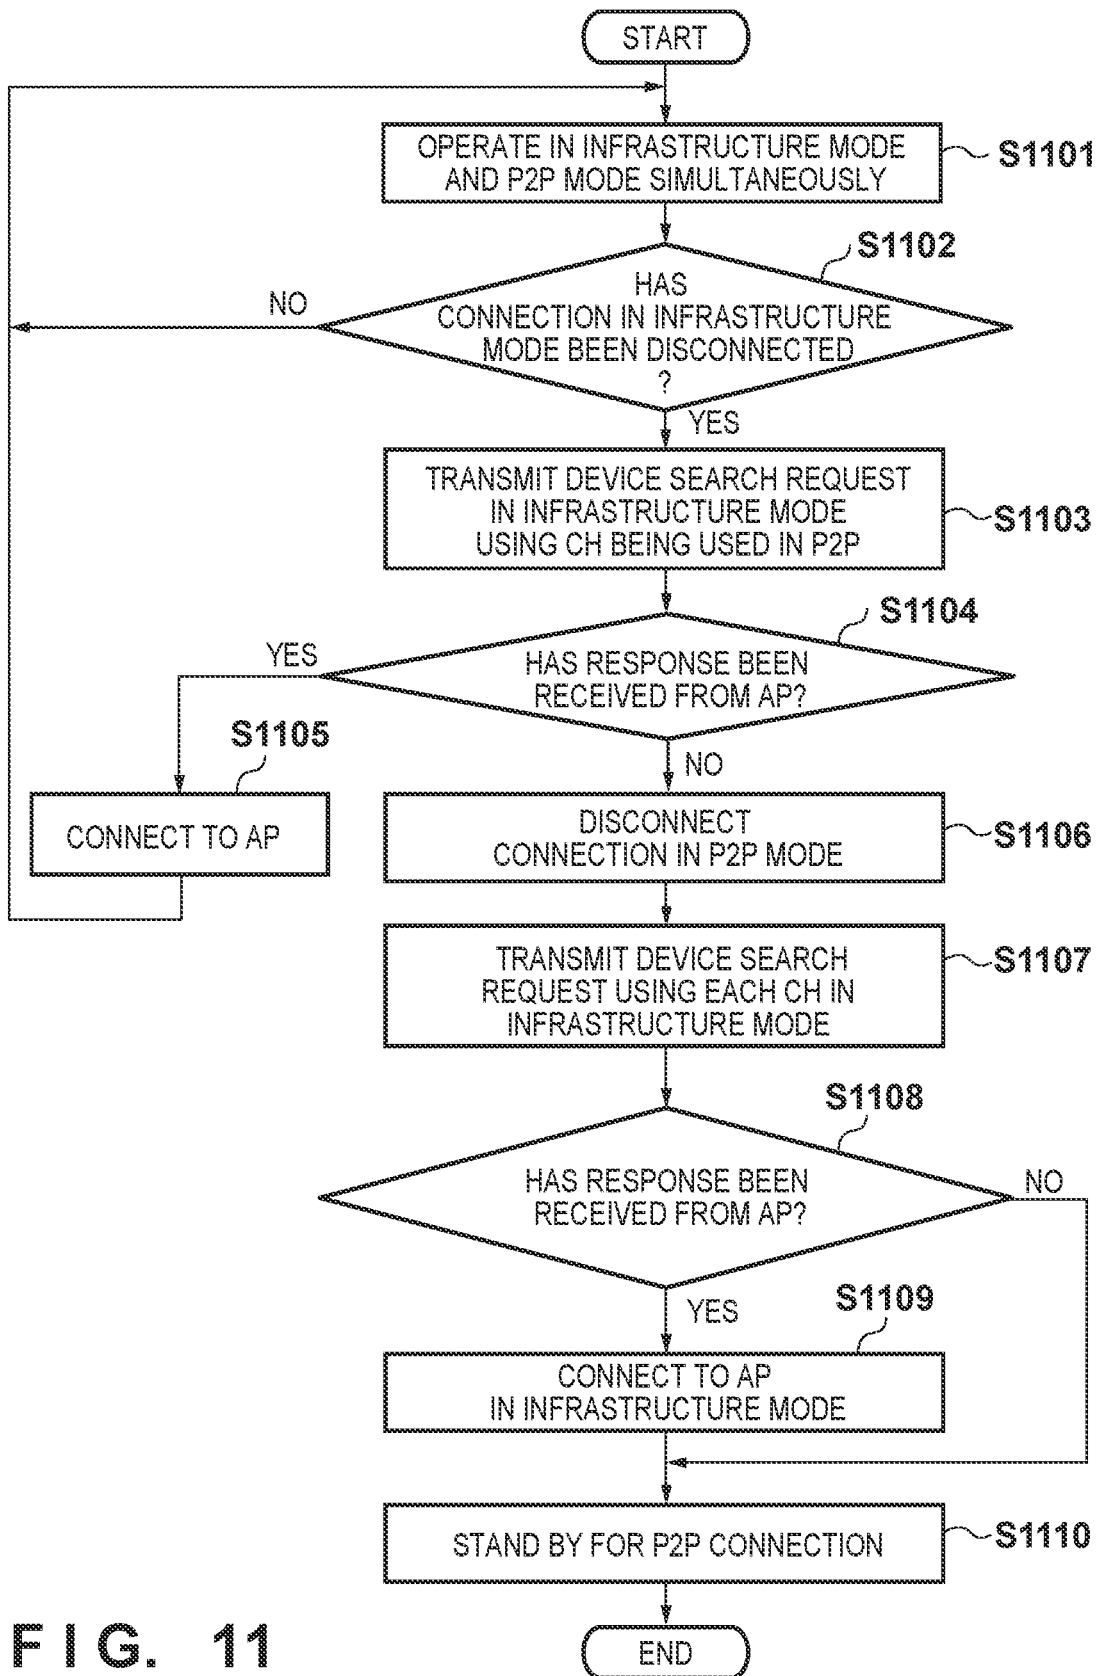 START
OPERATE IN INFRASTRUCTURE MODE
AND P2P MODE SIMULTANEOUSLY
S1101
S1102
HAS
CONNECTION IN INFRASTRUCTURE
MODE BEEN DISCONNECTED
?
NO
YES
TRANSMIT DEVICE SEARCH REQUEST
IN INFRASTRUCTURE MODE
USING CH BEING USED IN P2P
S1103
S1104
HAS RESPONSE BEEN
RECEIVED FROM AP?
YES
NO
S1105
CONNECT TO AP
DISCONNECT
CONNECTION IN P2P MODE
S1106
TRANSMIT DEVICE SEARCH
REQUEST USING EACH CH IN
INFRASTRUCTURE MODE
S1107
S1108
HAS RESPONSE BEEN
RECEIVED FROM AP?
NO
YES
S1109
CONNECT TO AP
IN INFRASTRUCTURE MODE
STAND BY FOR P2P CONNECTION
S1110
END
FIG. 11